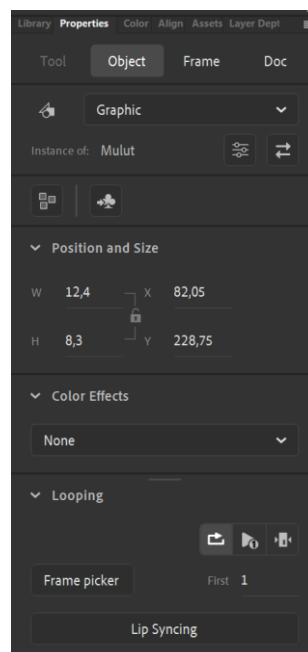 Library Properties Color Align Assets Layer Dept
Tool Object Frame Doc
Graphic
Instance of: Mulut
Position and Size
W 12,4 X 82,05
H 8,3 Y 228,75
Color Effects
None
Looping
Frame picker First 1
Lip Syncing